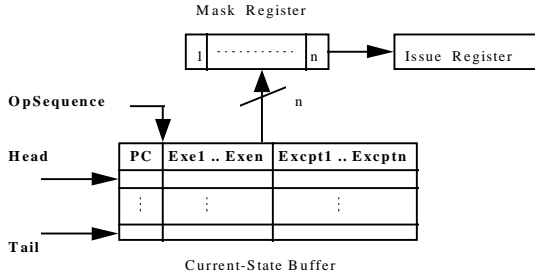 Mask Register
1 ............ n
Issue Register
n
OpSequence
Head
PC Exe1 .. Exen Excpt1 .. Excptn
Tail
Current-State Buffer